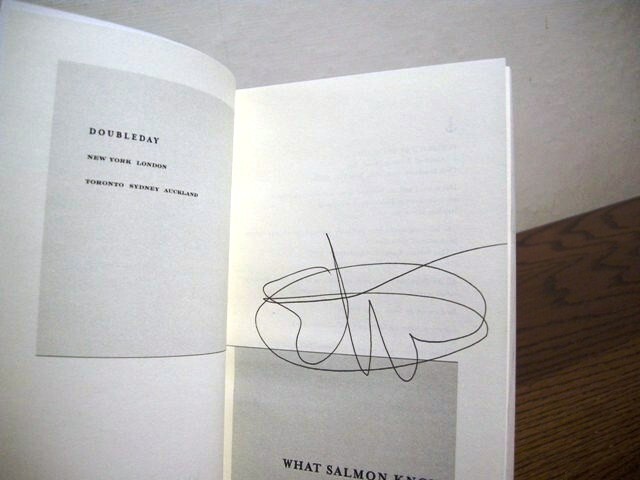 DOUBLEDAY
NEW YORK LONDON
TORONTO SYDNEY AUCKLAND
WHAT SALMON KNO